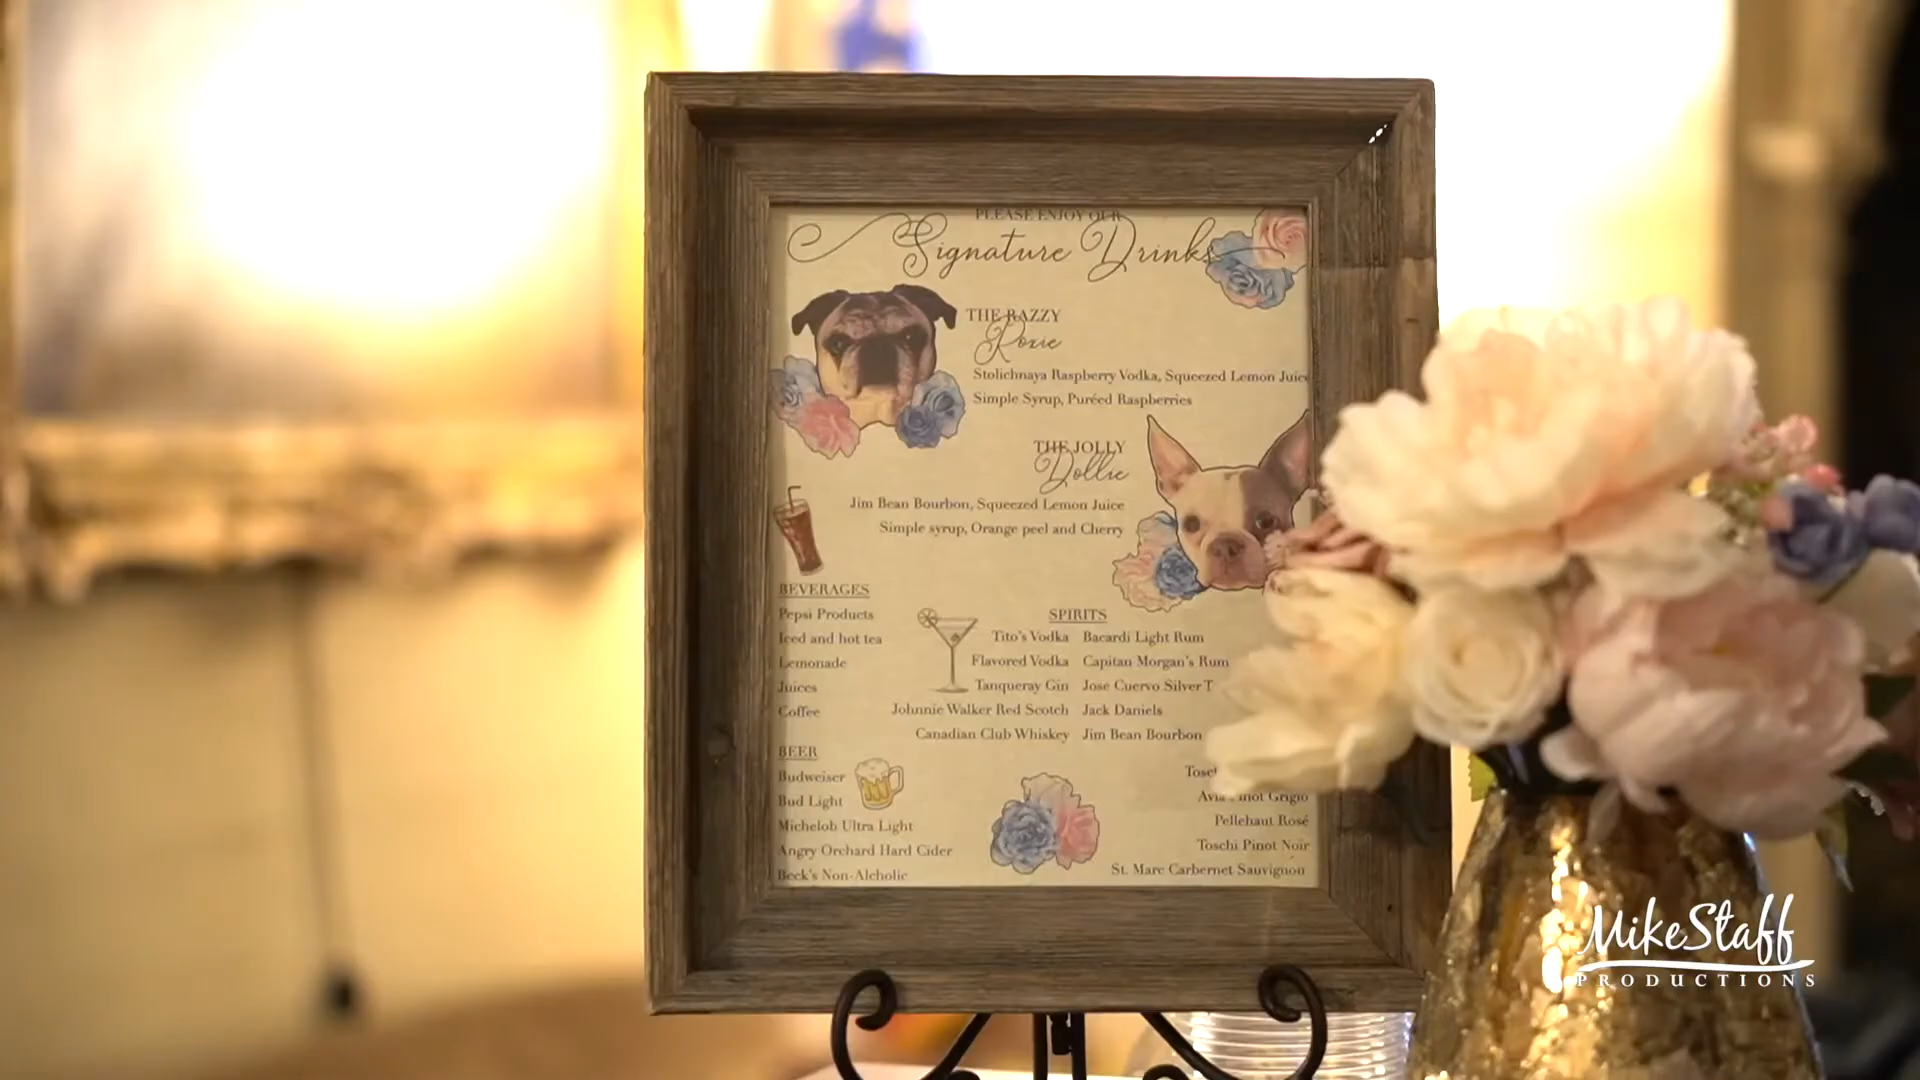 PLEASE ENJOY OUR
Signature Drinks
THE RAZZY
Roxie
Stolichnaya Raspberry Vodka, Squeezed Lemon Juice
Simple Syrup, Puréed Raspberries
THE JOLLY
Dollie
Jim Bean Bourbon, Squeezed Lemon Juice
Simple syrup, Orange peel and Cherry
BEVERAGES
Pepsi Products
Iced and hot tea
Lemonade
Juices
Coffee
SPIRITS
Tito's Vodka Bacardi Light Rum
Flavored Vodka Capitan Morgan's Rum
Tanqueray Gin Jose Cuervo Silver T
Johnnie Walker Red Scotch Jack Daniels
Canadian Club Whiskey Jim Bean Bourbon
BEER
Budweiser
Bud Light
Michelob Ultra Light
Angry Orchard Hard Cider
Beck's Non-Alcholic
Grigio
Pellehaut Rosé
Toschi Pinot Noir
St. Marc Carbernet Sauvignon
MikeStaff
PRODUCTIONS